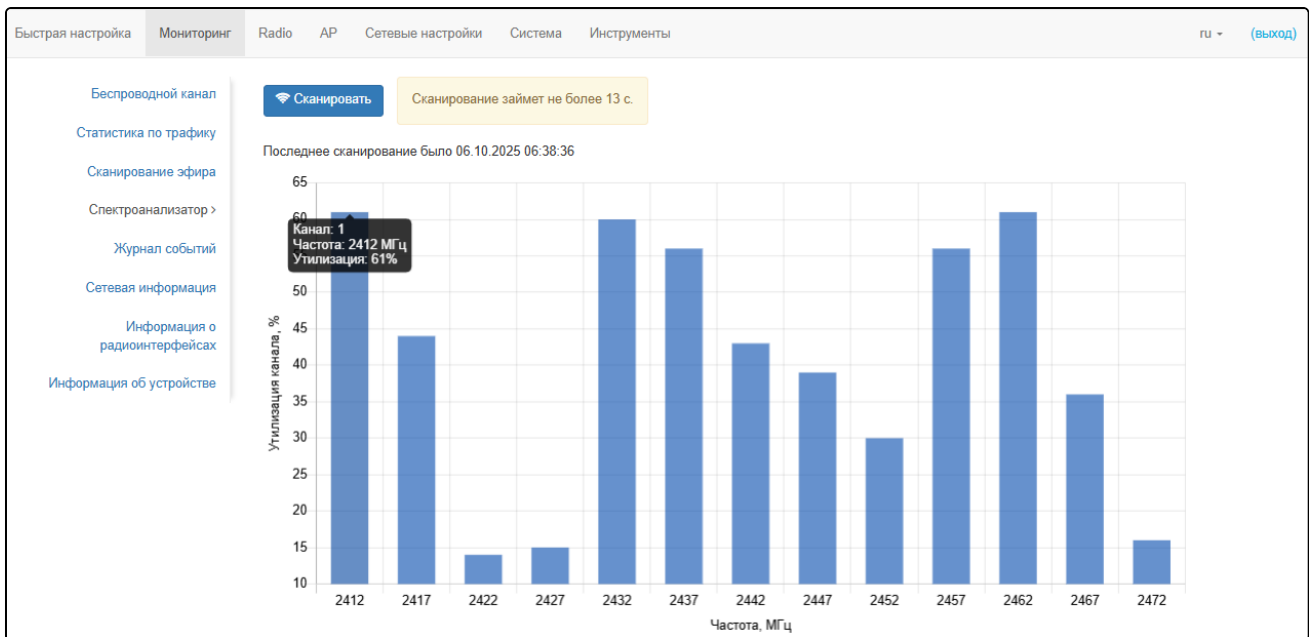 Быстрая настройка Мониторинг Radio AP Сетевые настройки Система Инструменты ru (выход)
Беспроводной канал
Статистика по трафику
Сканирование эфира
Спектроанализатор >
Журнал событий
Сетевая информация
Информация о
радиоинтерфейсах
Информация об устройстве
Сканировать
Сканирование займет не более 13 с.
Последнее сканирование было 06.10.2025 06:38:36
Утилизация канала, %
65
60
50
45
40
35
30
25
20
15
10
Канал: 1
Частота: 2412 МГц
Утилизация: 61%
2412 2417 2422 2427 2432 2437 2442 2447 2452 2457 2462 2467 2472
Частота, МГц